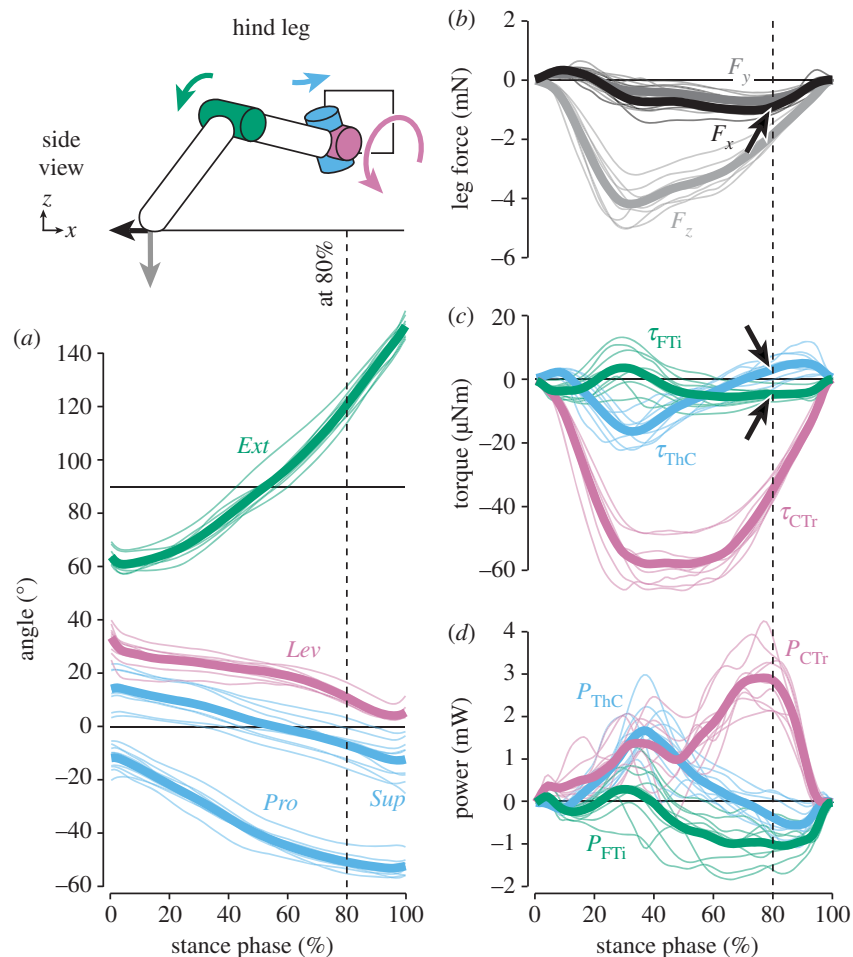 hind leg
side
view
z
x
at 80%
(a)
angle (°)
140
120
100
80
60
40
20
0
–20
–40
–60
Ext
Lev
Pro
Sup
0 20 40 60 80 100
stance phase (%)
(b)
leg force (mN)
2
0
–2
–4
–6
Fy
Fx
Fz
(c)
torque (µNm)
20
0
–20
–40
–60
τFTi
τThC
τCTr
(d)
power (mW)
4
3
2
1
0
–1
–2
PCTr
PThC
PFTi
0 20 40 60 80 100
stance phase (%)